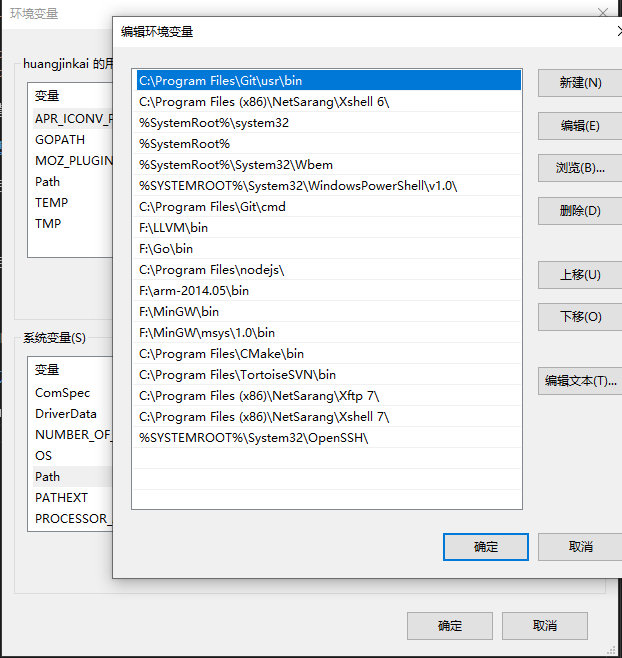 环境变量
编辑环境变量
huangjinkai 的用
变量
APR_ICONV_P
GOPATH
MOZ_PLUGIN
Path
TEMP
TMP
系统变量(S)
变量
ComSpec
DriverData
NUMBER_OF_
OS
Path
PATHEXT
PROCESSOR_
C:\Program Files\Git\usr\bin
C:\Program Files (x86)\NetSarang\Xshell 6\
%SystemRoot%\system32
%SystemRoot%
%SystemRoot%\System32\Wbem
%SYSTEMROOT%\System32\WindowsPowerShell\v1.0\
C:\Program Files\Git\cmd
F:\LLVM\bin
F:\Go\bin
C:\Program Files\nodejs\
F:\arm-2014.05\bin
F:\MinGW\bin
F:\MinGW\msys\1.0\bin
C:\Program Files\CMake\bin
C:\Program Files\TortoiseSVN\bin
C:\Program Files (x86)\NetSarang\Xftp 7\
C:\Program Files (x86)\NetSarang\Xshell 7\
%SYSTEMROOT%\System32\OpenSSH\
新建(N)
编辑(E)
浏览(B)...
删除(D)
上移(U)
下移(O)
编辑文本(T)...
确定
取消
确定
取消